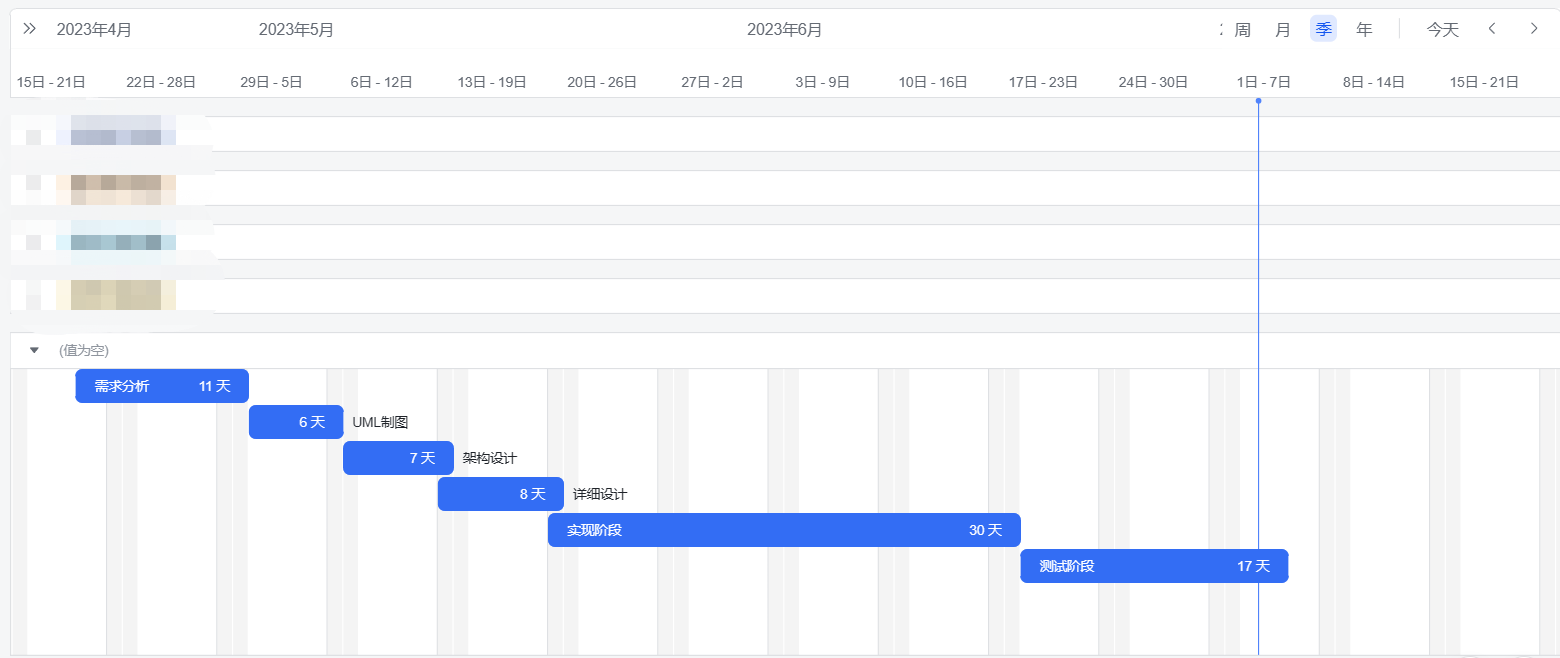 2023年4月 2023年5月 2023年6月 周 月 季 年 今天
15日 - 21日 22日 - 28日 29日 - 5日 6日 - 12日 13日 - 19日 20日 - 26日 27日 - 2日 3日 - 9日 10日 - 16日 17日 - 23日 24日 - 30日 1日 - 7日 8日 - 14日 15日 - 21日
(值为空)
需求分析 11 天
6 天 UML制图
7 天 架构设计
8 天 详细设计
实现阶段 30 天
测试阶段 17 天